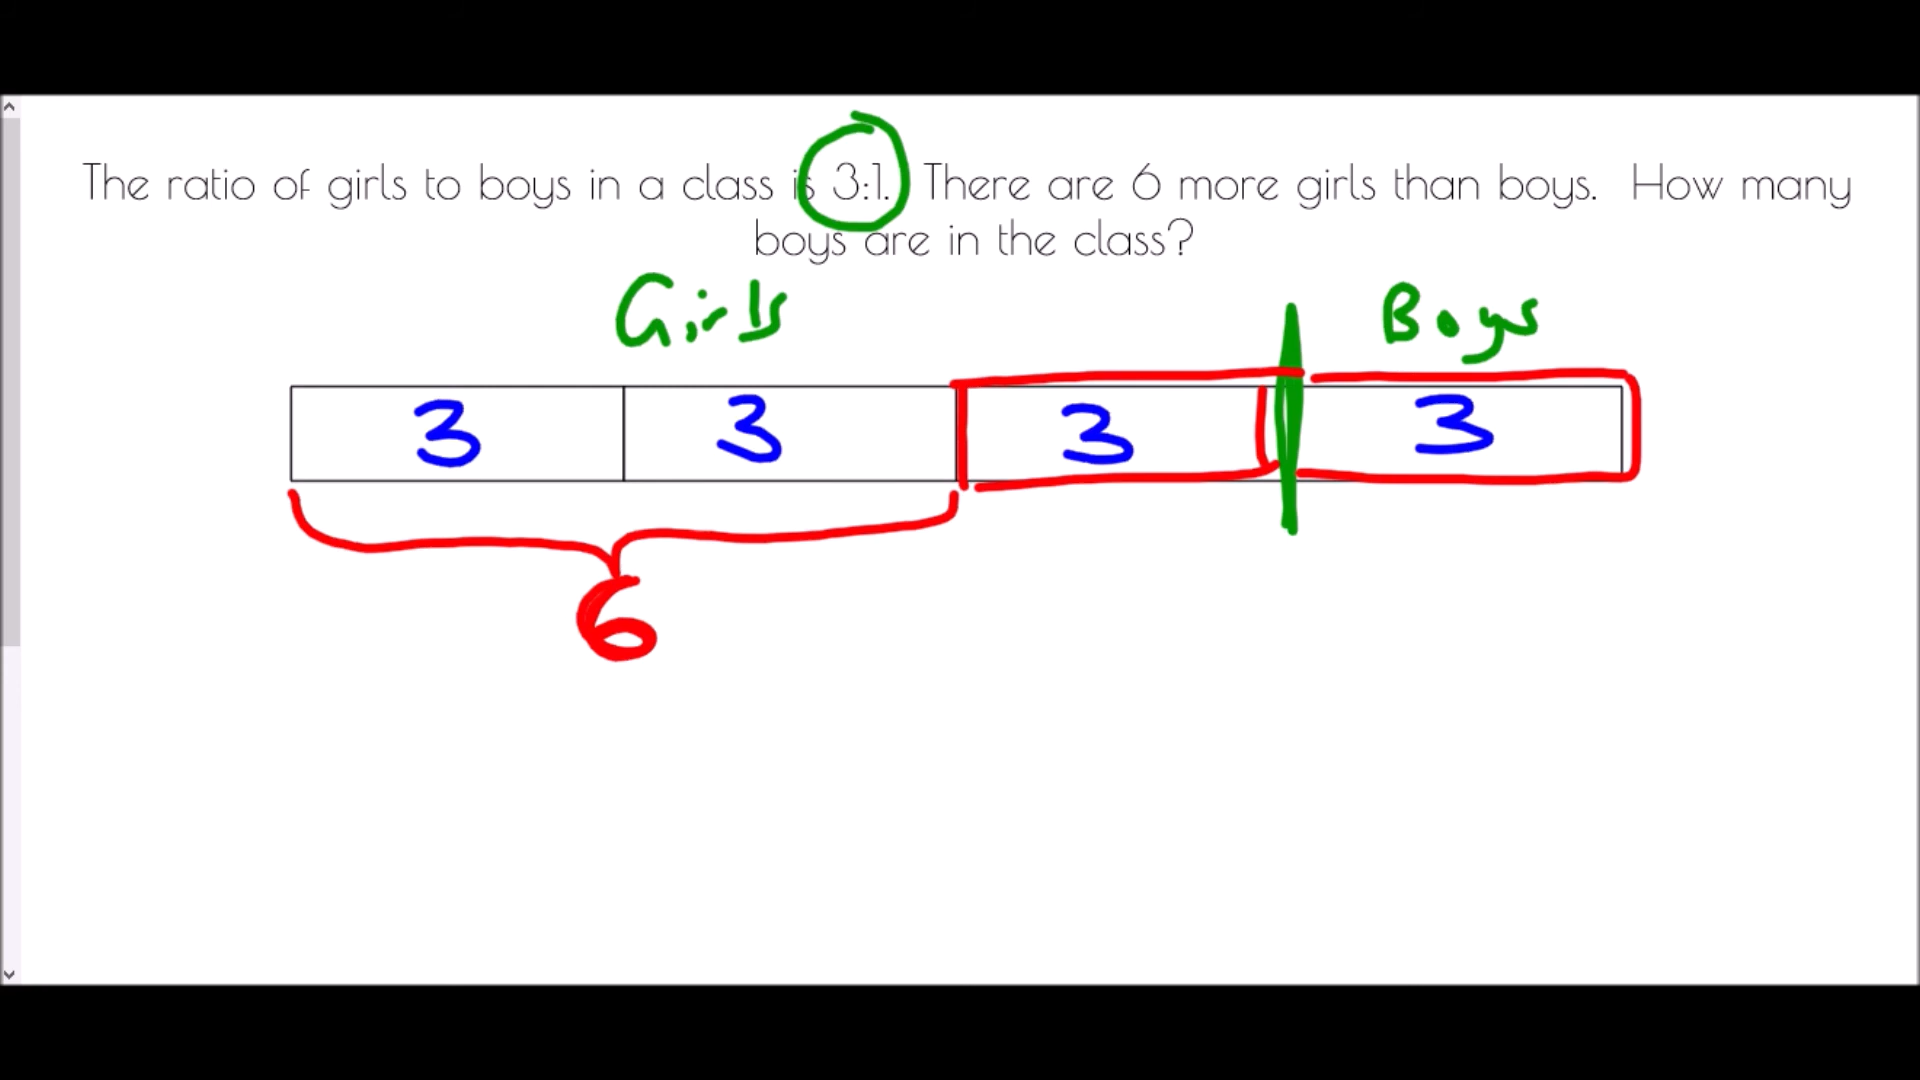 The ratio of girls to boys in a class is 3:1. There are 6 more girls than boys. How many
boys are in the class?
Girls Boys
3 3 3 3
6